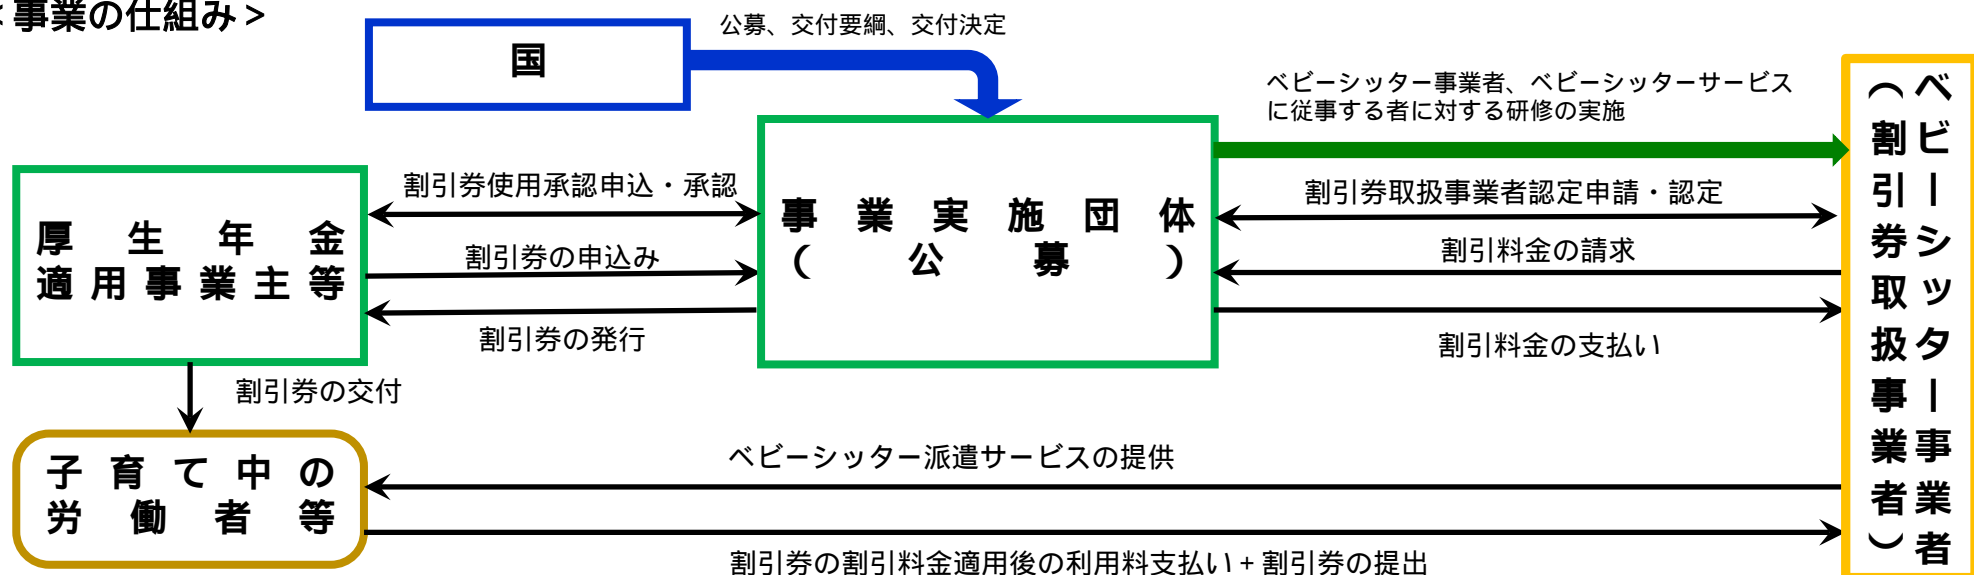 <事業の仕組み>
国
公募、交付要綱、交付決定
ベビーシッター事業者、ベビーシッターサービス
に従事する者に対する研修の実施
厚生年金
適用事業主等
割引券使用承認申込・承認
割引券の申込み
割引券の発行
事業実施団体
(公募)
割引券取扱事業者認定申請・認定
割引料金の請求
割引料金の支払い
ベビーシッター事業者
(割引券取扱事業者)
割引券の交付
子育て中の
労働者等
ベビーシッター派遣サービスの提供
割引券の割引料金適用後の利用料支払い+割引券の提出